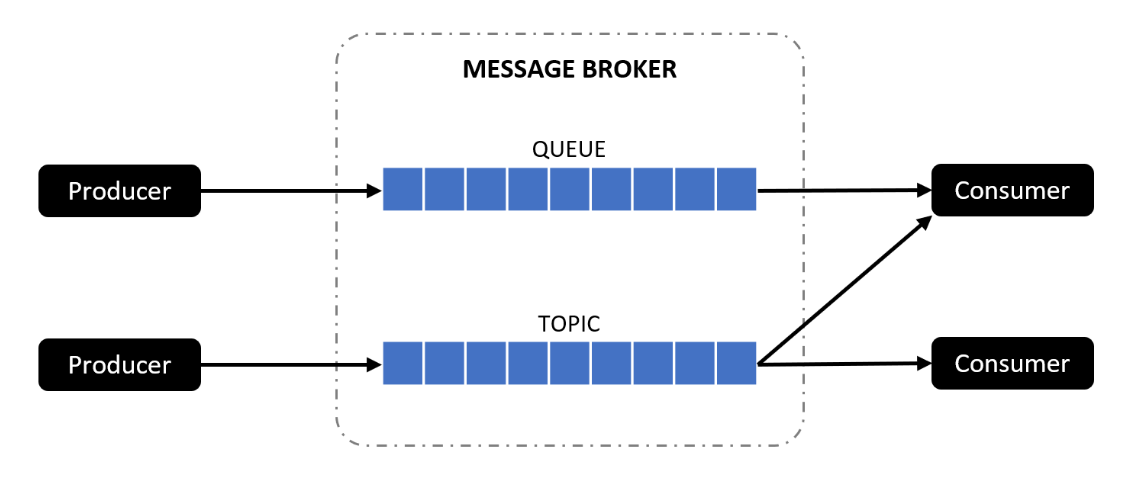 MESSAGE BROKER
QUEUE
Producer
Consumer
TOPIC
Producer
Consumer